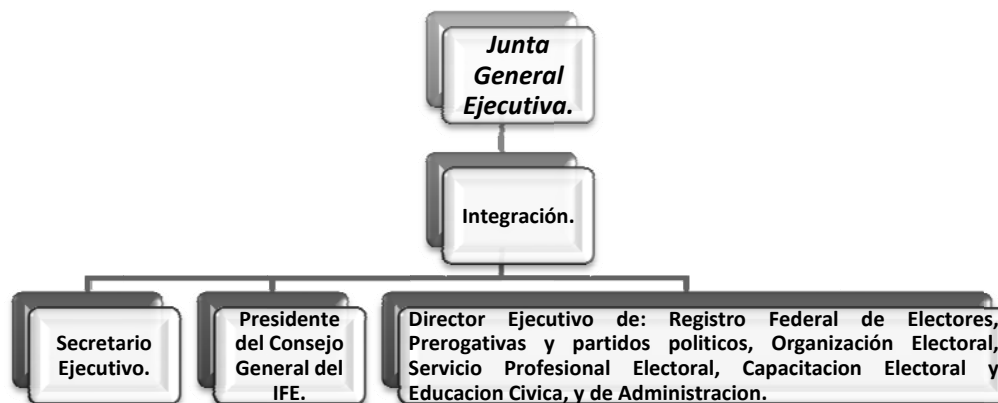 Junta
General
Ejecutiva.
Integración.
Secretario
Ejecutivo.
Presidente
del Consejo
General del
IFE.
Director Ejecutivo de: Registro Federal de Electores,
Prerogativas y partidos politicos, Organización Electoral,
Servicio Profesional Electoral, Capacitacion Electoral y
Educacion Civica, y de Administracion.